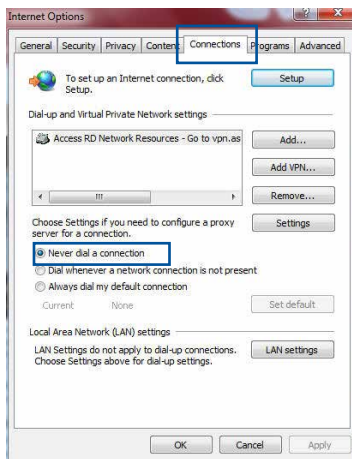 Internet Options
General Security Privacy Content Connections Programs Advanced
To set up an Internet connection, click Setup.
Setup
Dial-up and Virtual Private Network settings
Access RD Network Resources - Go to vpn.as
Add...
Add VPN...
Remove...
Choose Settings if you need to configure a proxy
server for a connection.
Settings
Never dial a connection
Dial whenever a network connection is not present
Always dial my default connection
Current None
Set default
Local Area Network (LAN) settings
LAN Settings do not apply to dial-up connections.
Choose Settings above for dial-up settings.
LAN settings
OK Cancel Apply